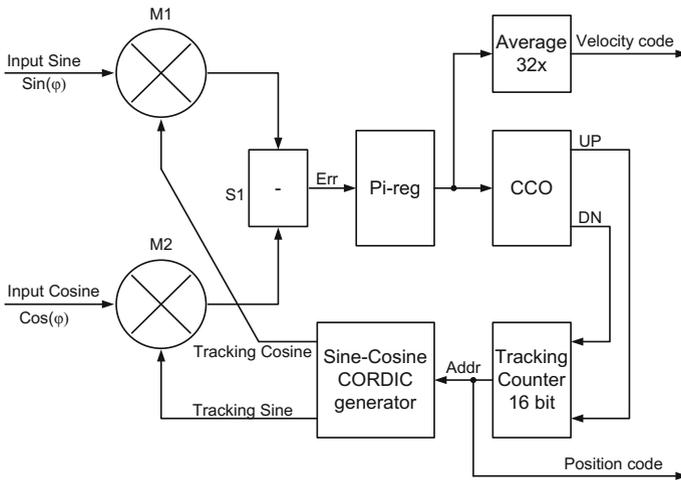 M1
Input Sine
Sin(φ)
Average
32x
Velocity code
S1
-
Err
Pi-reg
CCO
UP
DN
M2
Input Cosine
Cos(φ)
Tracking Cosine
Tracking Sine
Sine-Cosine
CORDIC
generator
Addr
Tracking
Counter
16 bit
Position code